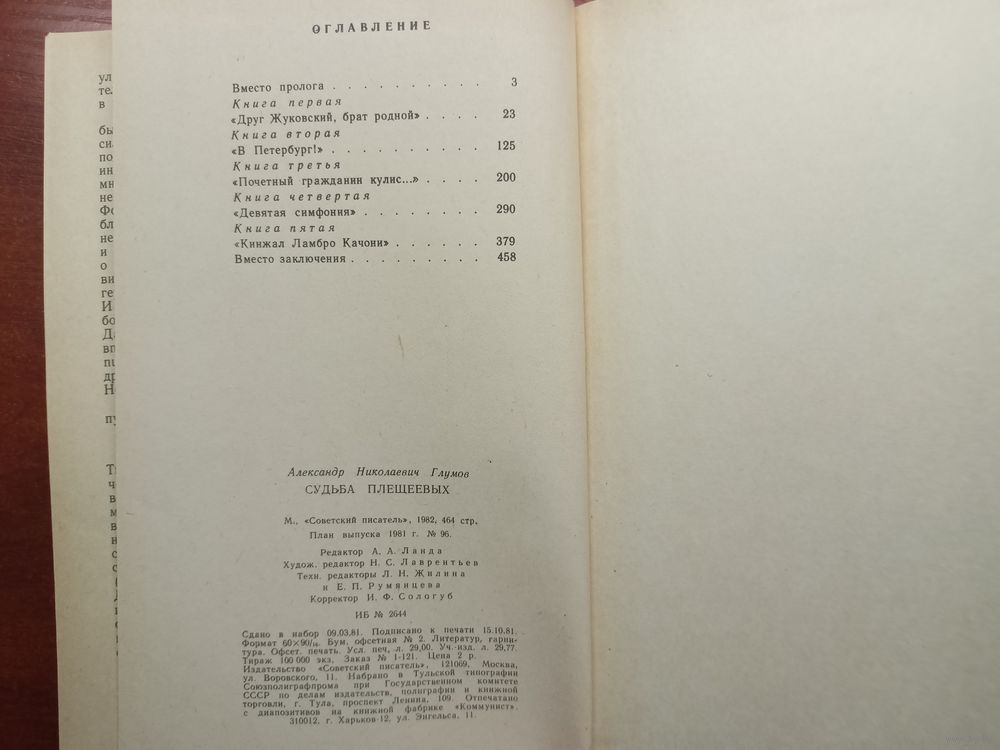 ОГЛАВЛЕНИЕ
Вместо пролога . . . . . . . . . . 3
Книга первая
«Друг Жуковский, брат родной» . . . . 23
Книга вторая
«В Петербург!» . . . . . . . . . . 125
Книга третья
«Почетный гражданин кулис...» . . . . 200
Книга четвертая
«Девятая симфония» . . . . . . . . 290
Книга пятая
«Кинжал Ламбро Качони» . . . . . . 379
Вместо заключения . . . . . . . . . 458
Александр Николаевич Глумов
СУДЬБА ПЛЕЩЕЕВЫХ
М., «Советский писатель», 1982, 464 стр.
План выпуска 1981 г. № 96.
Редактор А. А. Ланда
Худож. редактор Н. С. Лаврентьев
Техн. редакторы Л. Н. Жилина
и Е. П. Румянцева
Корректор И. Ф. Сологуб
ИБ № 2644
Сдано в набор 09.03.81. Подписано к печати 15.10.81.
Формат 60×90/16. Бум. офсетная № 2. Литератур. гарни-
тура. Офсет. печать. Усл. печ. л. 29,00. Уч.-изд. л. 29,77.
Тираж 100 000 экз. Заказ № 1-121. Цена 2 р.
Издательство «Советский писатель», 121069, Москва,
ул. Воровского, 11. Набрано в Тульской типографии
Союзполиграфпрома при Государственном комитете
СССР по делам издательств, полиграфии и книжной
торговли, г. Тула, проспект Ленина, 109. Отпечатано
с диапозитивов на книжной фабрике «Коммунист».
310012, г. Харьков-12, ул. Энгельса, 11.